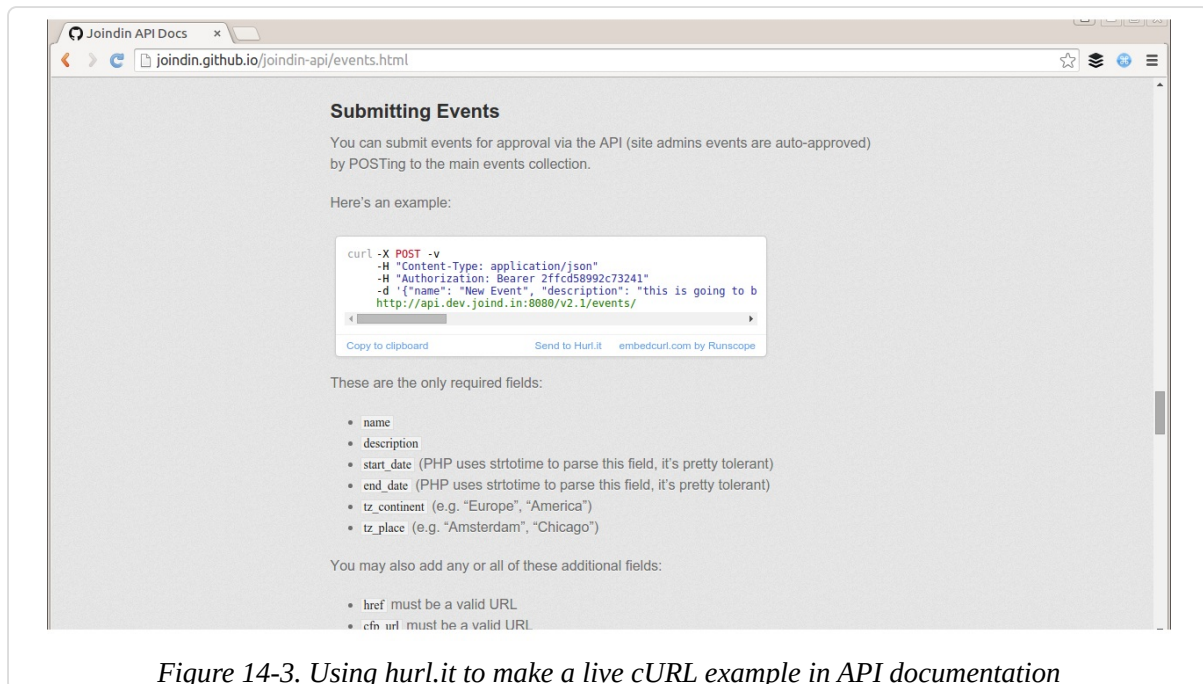 Joindin API Docs ×
joindin.github.io/joindin-api/events.html
Submitting Events
You can submit events for approval via the API (site admins events are auto-approved)
by POSTing to the main events collection.
Here's an example:
curl -X POST -v
-H "Content-Type: application/json"
-H "Authorization: Bearer 2ffcd58992c73241"
-d '{"name": "New Event", "description": "this is going to b
http://api.dev.joind.in:8080/v2.1/events/
Copy to clipboard Send to Hurl.it embedcurl.com by Runscope
These are the only required fields:
• name
• description
• start_date (PHP uses strtotime to parse this field, it's pretty tolerant)
• end_date (PHP uses strtotime to parse this field, it's pretty tolerant)
• tz_continent (e.g. “Europe”, “America”)
• tz_place (e.g. “Amsterdam”, “Chicago”)
You may also add any or all of these additional fields:
• href must be a valid URL
• cfp_url must be a valid URL
Figure 14-3. Using hurl.it to make a live cURL example in API documentation